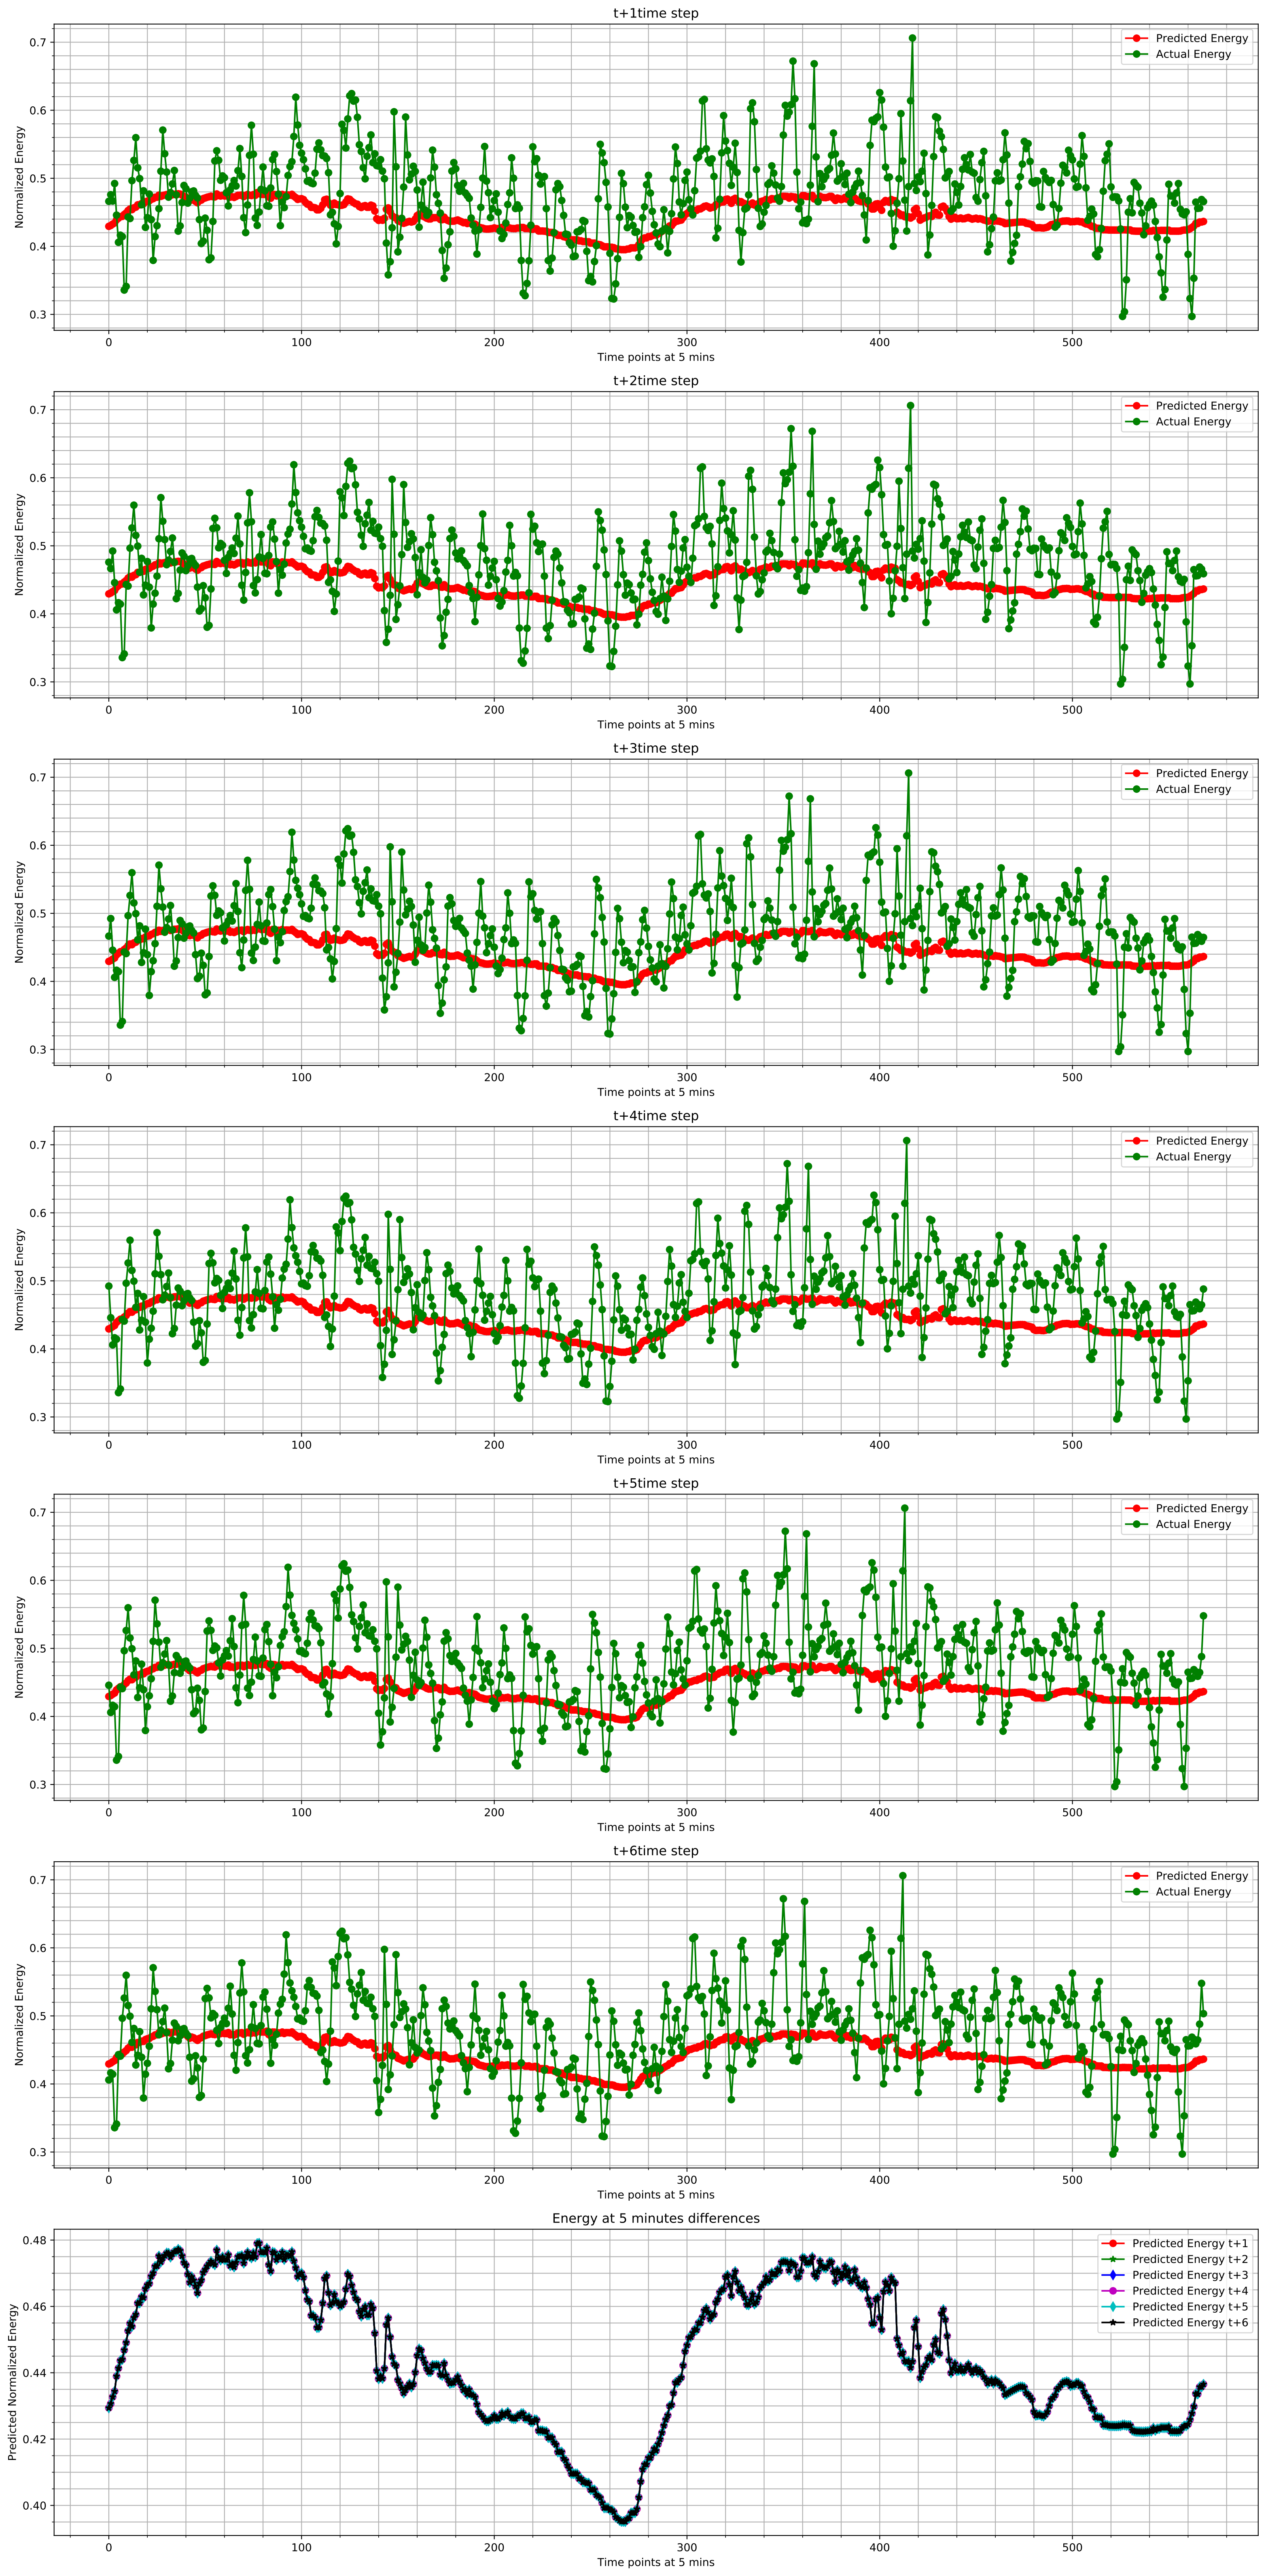 t+1time step
Normalized Energy
0.7
0.6
0.5
0.4
0.3
Predicted Energy
Actual Energy
0 100 200 300 400 500
Time points at 5 mins
t+2time step
Normalized Energy
0.7
0.6
0.5
0.4
0.3
Predicted Energy
Actual Energy
0 100 200 300 400 500
Time points at 5 mins
t+3time step
Normalized Energy
0.7
0.6
0.5
0.4
0.3
Predicted Energy
Actual Energy
0 100 200 300 400 500
Time points at 5 mins
t+4time step
Normalized Energy
0.7
0.6
0.5
0.4
0.3
Predicted Energy
Actual Energy
0 100 200 300 400 500
Time points at 5 mins
t+5time step
Normalized Energy
0.7
0.6
0.5
0.4
0.3
Predicted Energy
Actual Energy
0 100 200 300 400 500
Time points at 5 mins
t+6time step
Normalized Energy
0.7
0.6
0.5
0.4
0.3
Predicted Energy
Actual Energy
0 100 200 300 400 500
Time points at 5 mins
Energy at 5 minutes differences
Predicted Normalized Energy
0.48
0.46
0.44
0.42
0.40
Predicted Energy t+1
Predicted Energy t+2
Predicted Energy t+3
Predicted Energy t+4
Predicted Energy t+5
Predicted Energy t+6
0 100 200 300 400 500
Time points at 5 mins